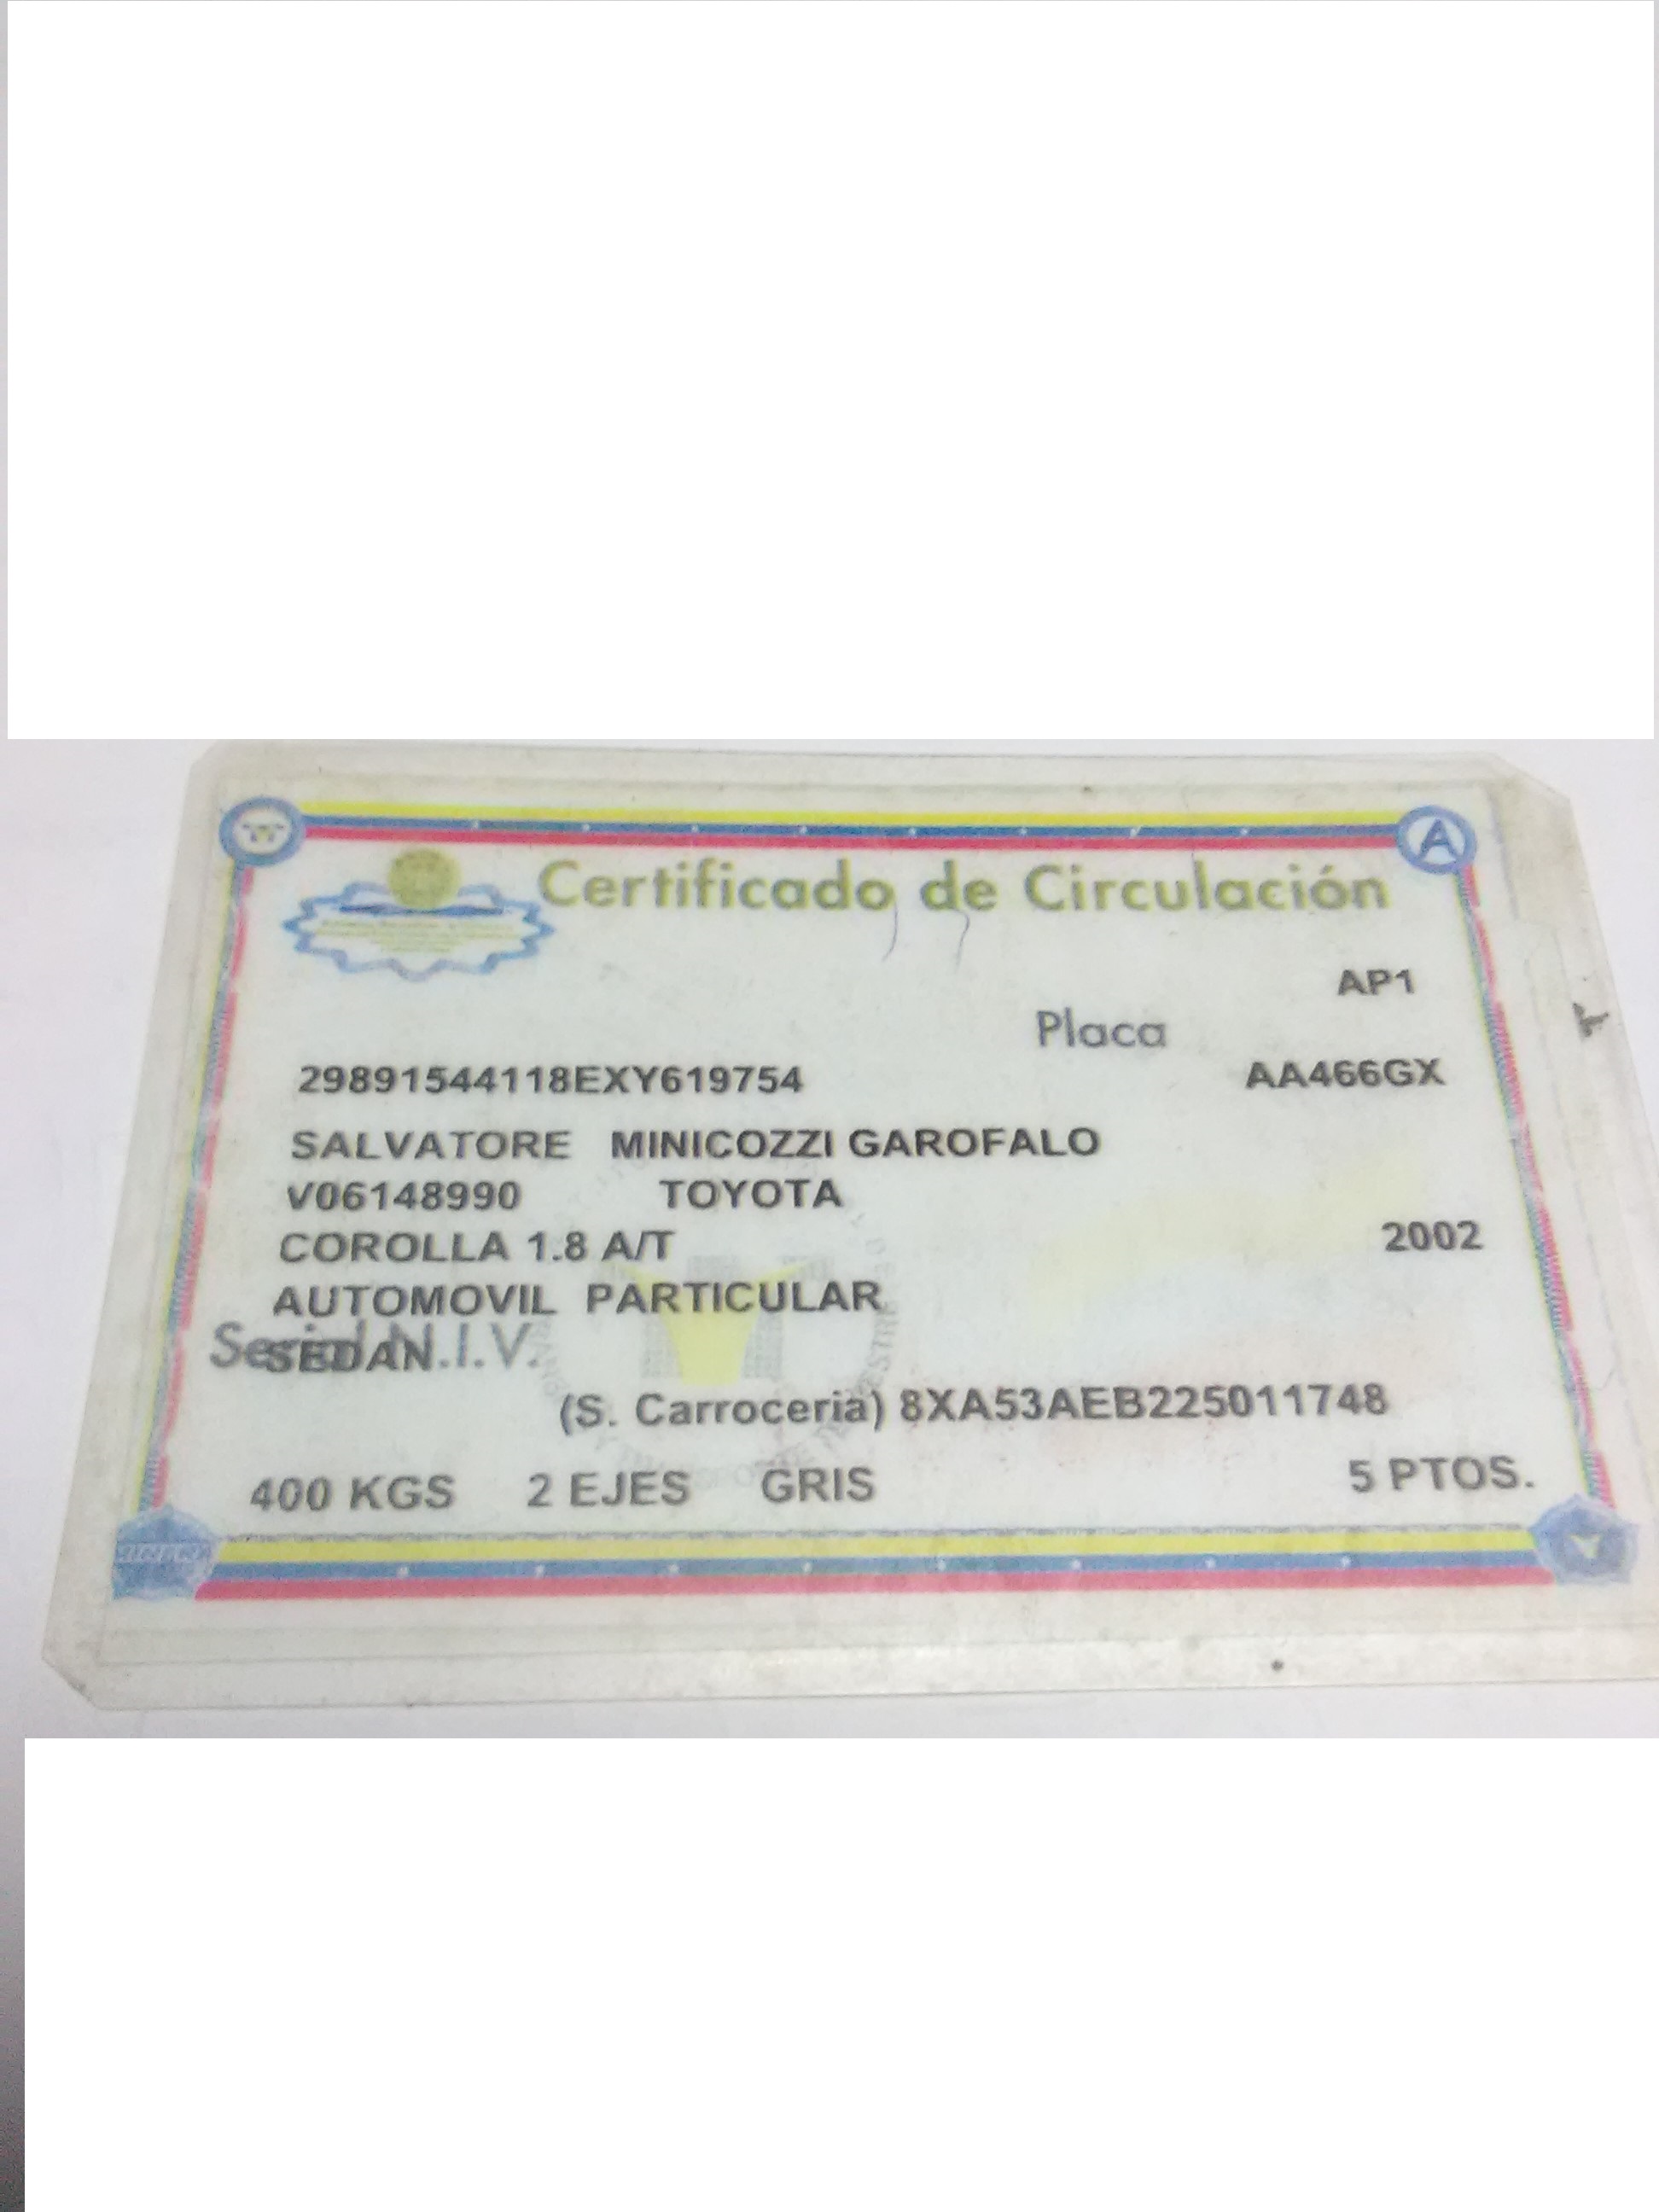 Certificado de Circulación
A
AP1
Placa
29891544118EXY619754 AA466GX
SALVATORE MINICOZZI GAROFALO
V06148990 TOYOTA
COROLLA 1.8 A/T 2002
AUTOMOVIL PARTICULAR
Serial N.I.V.
SEDAN
(S. Carroceria) 8XA53AEB225011748
400 KGS 2 EJES GRIS 5 PTOS.